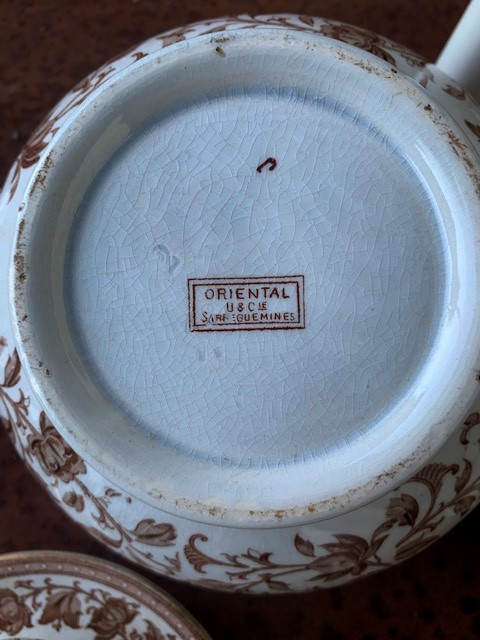 ORIENTAL
U & CIE
SARREGUEMINES